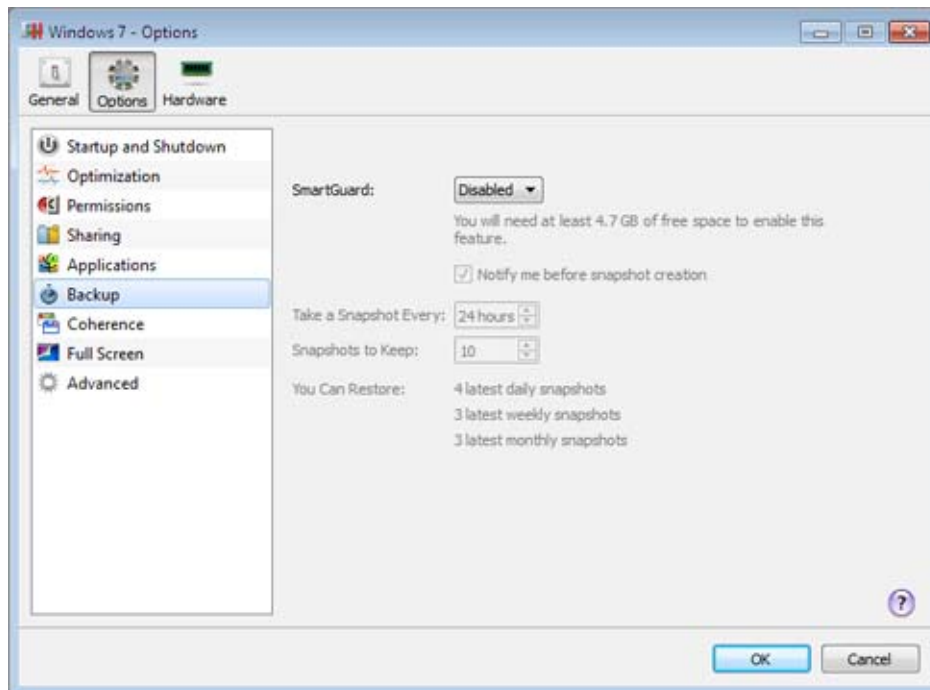 Windows 7 - Options
General Options Hardware
Startup and Shutdown
Optimization
Permissions
Sharing
Applications
Backup
Coherence
Full Screen
Advanced
SmartGuard: Disabled
You will need at least 4.7 GB of free space to enable this
feature.
Notify me before snapshot creation
Take a Snapshot Every: 24 hours
Snapshots to Keep: 10
You Can Restore: 4 latest daily snapshots
3 latest weekly snapshots
3 latest monthly snapshots
?
OK Cancel